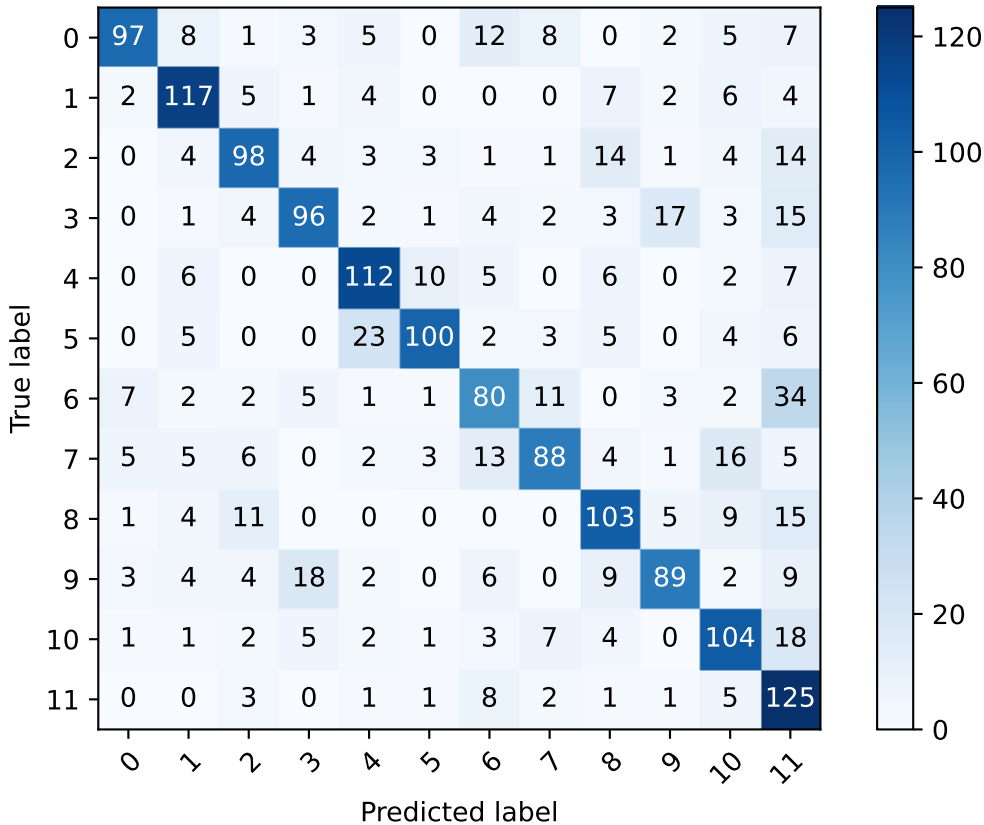 0 97 8 1 3 5 0 12 8 0 2 5 7
1 2 117 5 1 4 0 0 0 7 2 6 4
2 0 4 98 4 3 3 1 1 14 1 4 14
3 0 1 4 96 2 1 4 2 3 17 3 15
4 0 6 0 0 112 10 5 0 6 0 2 7
5 0 5 0 0 23 100 2 3 5 0 4 6
6 7 2 2 5 1 1 80 11 0 3 2 34
7 5 5 6 0 2 3 13 88 4 1 16 5
8 1 4 11 0 0 0 0 0 103 5 9 15
9 3 4 4 18 2 0 6 0 9 89 2 9
10 1 1 2 5 2 1 3 7 4 0 104 18
11 0 0 3 0 1 1 8 2 1 1 5 125
0 1 2 3 4 5 6 7 8 9 10 11
Predicted label
True label
120
100
80
60
40
20
0